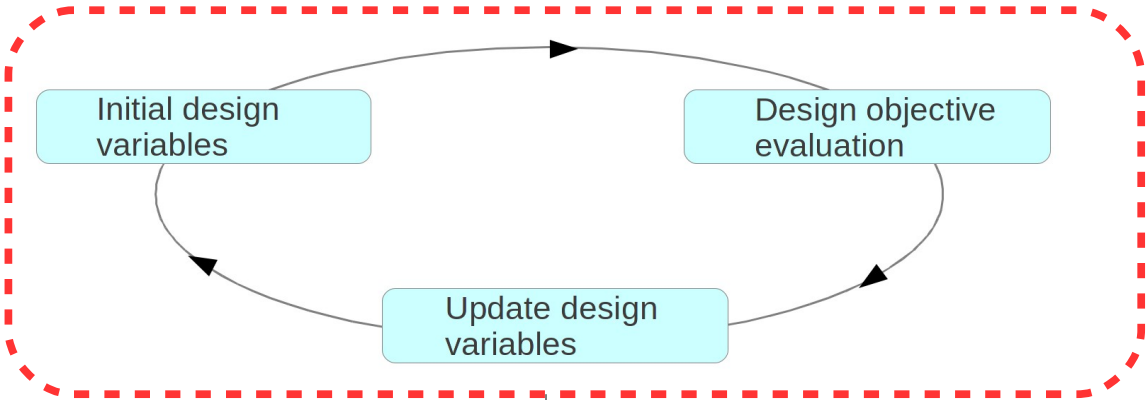 Initial design
variables
Design objective
evaluation
Update design
variables